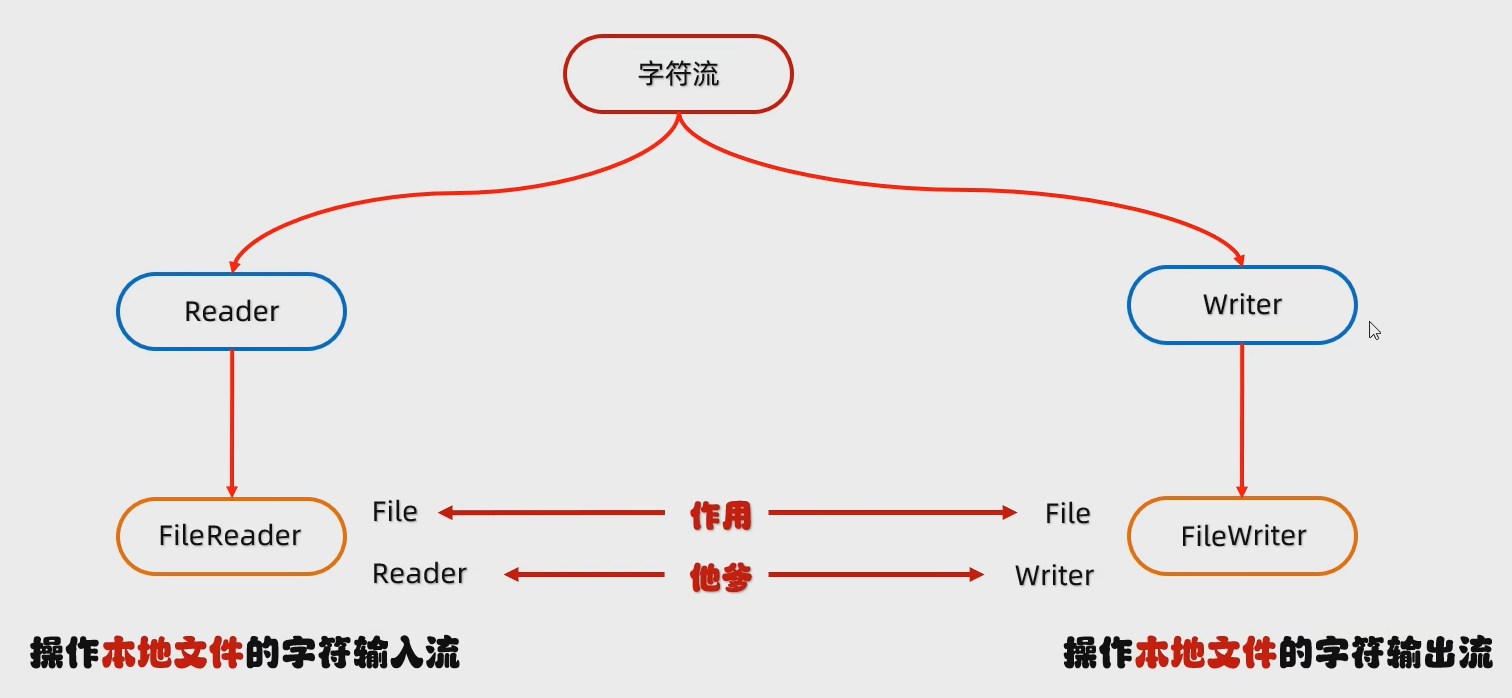 字符流
Reader
Writer
FileReader
File
作用
File
FileWriter
Reader
他爹
Writer
操作本地文件的字符输入流
操作本地文件的字符输出流